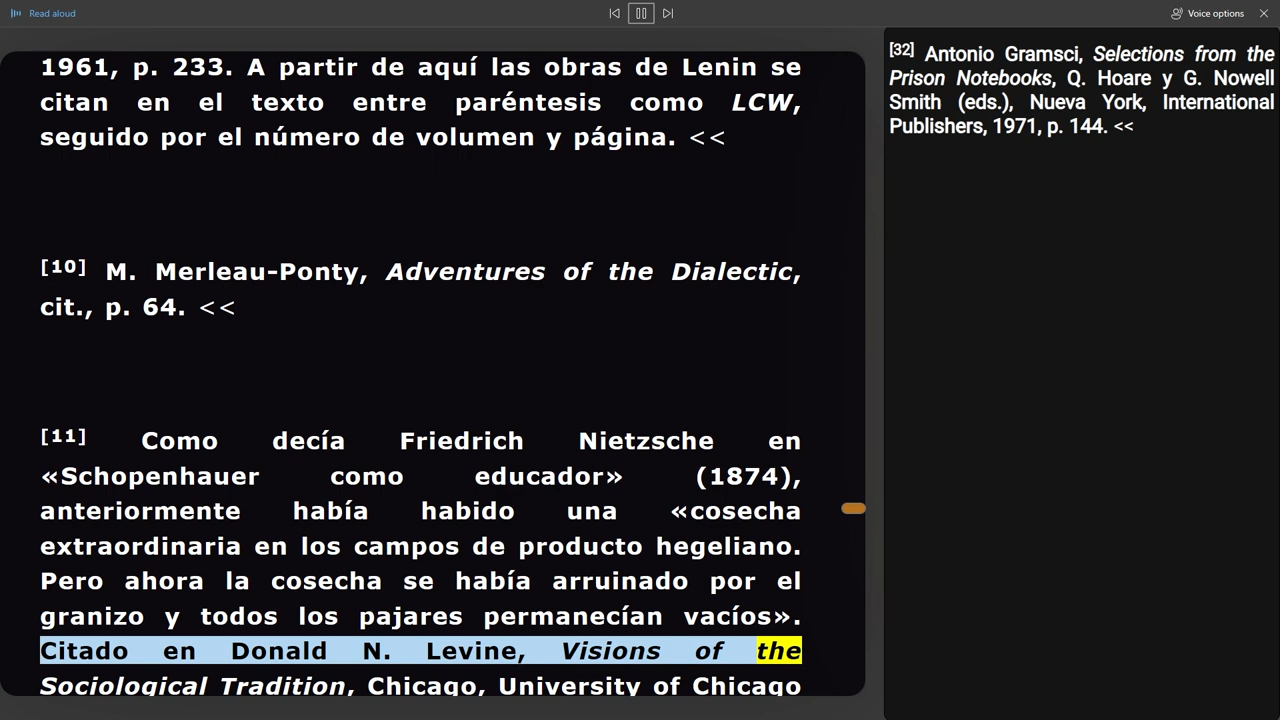 Read aloud
Voice options
1961, p. 233. A partir de aquí las obras de Lenin se
citan en el texto entre paréntesis como LCW,
seguido por el número de volumen y página. <<
[10] M. Merleau-Ponty, Adventures of the Dialectic,
cit., p. 64. <<
[11] Como decía Friedrich Nietzsche en
«Schopenhauer como educador» (1874),
anteriormente había habido una «cosecha
extraordinaria en los campos de producto hegeliano.
Pero ahora la cosecha se había arruinado por el
granizo y todos los pajares permanecían vacíos».
Citado en Donald N. Levine, Visions of the
Sociological Tradition, Chicago, University of Chicago
[32] Antonio Gramsci, Selections from the
Prison Notebooks, Q. Hoare y G. Nowell
Smith (eds.), Nueva York, International
Publishers, 1971, p. 144. <<